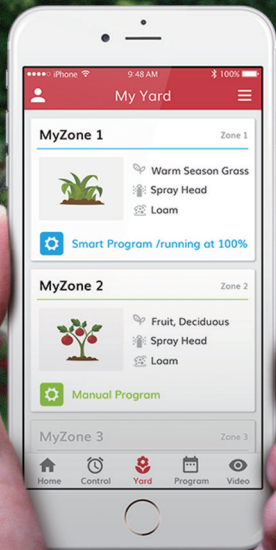 iPhone 9:48 AM 100%
My Yard
MyZone 1 Zone 1
Warm Season Grass
Spray Head
Loam
Smart Program /running at 100%
MyZone 2 Zone 2
Fruit, Deciduous
Spray Head
Loam
Manual Program
MyZone 3 Zone 3
Home Control Yard Program Video